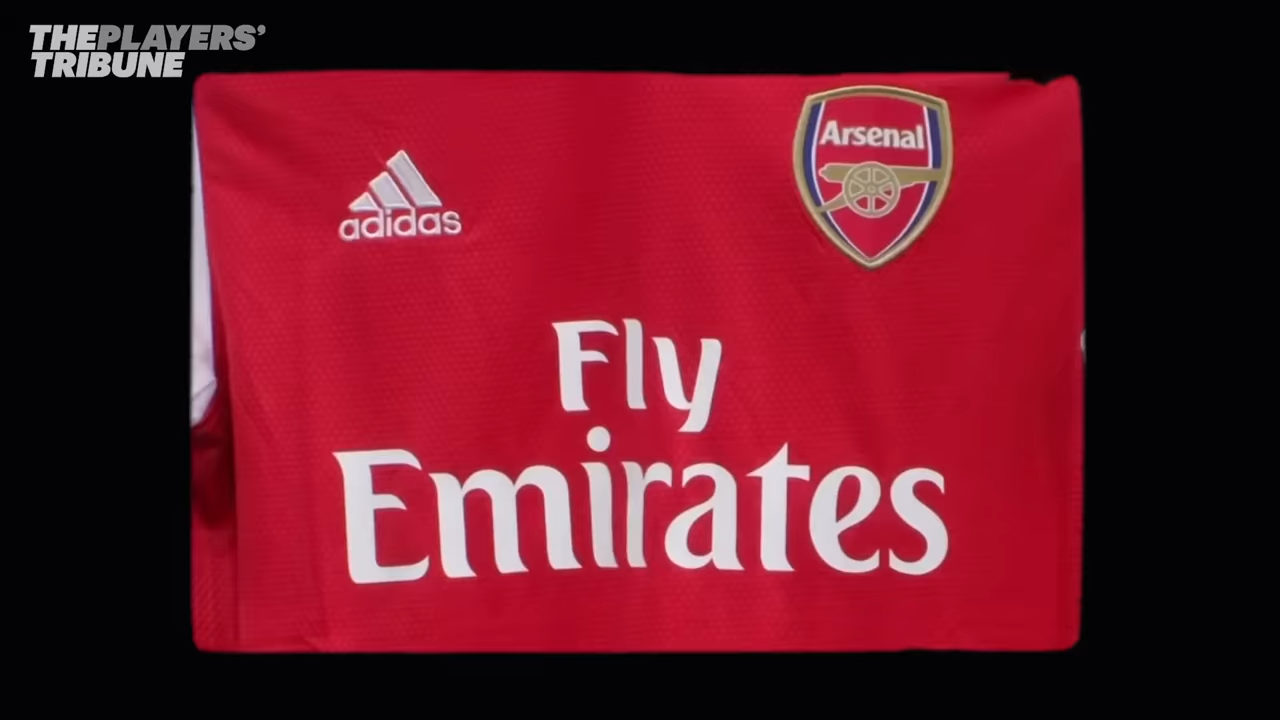 THEPLAYERS'
TRIBUNE
adidas
Arsenal
Fly
Emirates